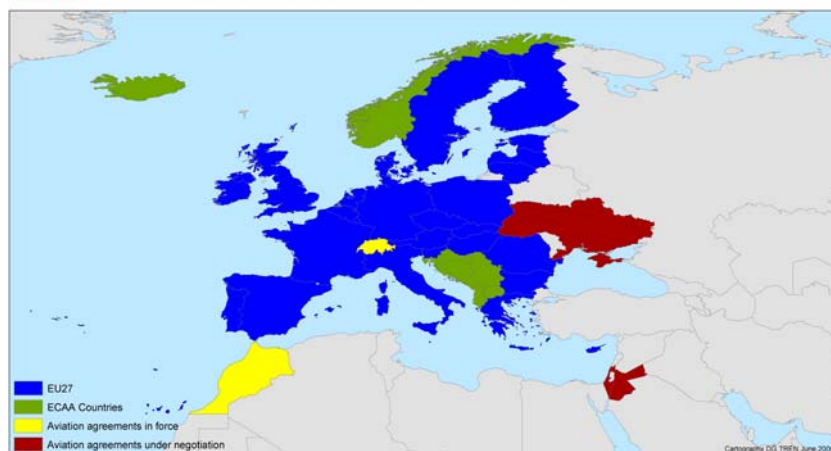 EU27
ECAA Countries
Aviation agreements in force
Aviation agreements under negotiation
Cartography DG TREN June